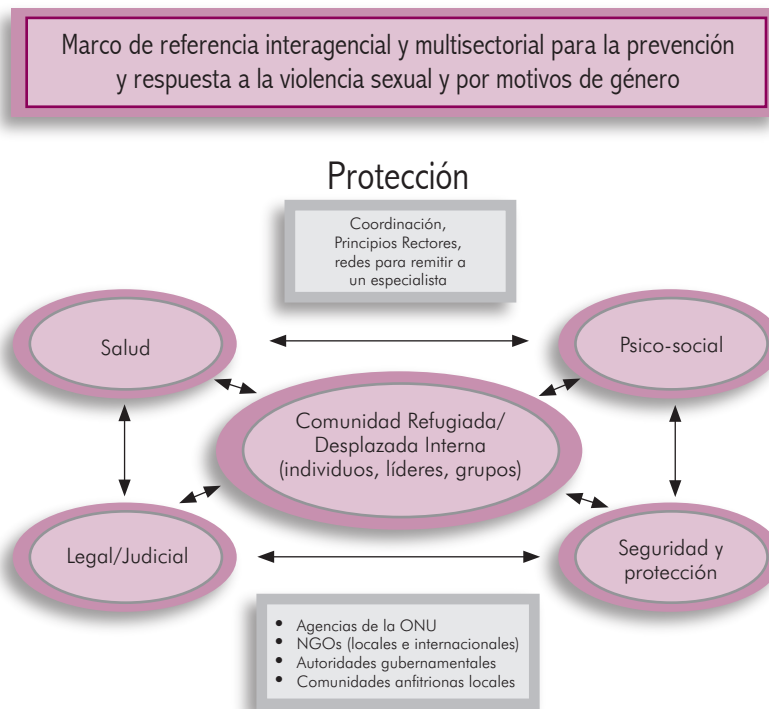 Marco de referencia interagencial y multisectorial para la prevención
y respuesta a la violencia sexual y por motivos de género
Protección
Coordinación,
Principios Rectores,
redes para remitir a
un especialista
Salud
Psico-social
Comunidad Refugiada/
Desplazada Interna
(individuos, líderes, grupos)
Legal/Judicial
Seguridad y
protección
• Agencias de la ONU
• NGOs (locales e internacionales)
• Autoridades gubernamentales
• Comunidades anfitrionas locales